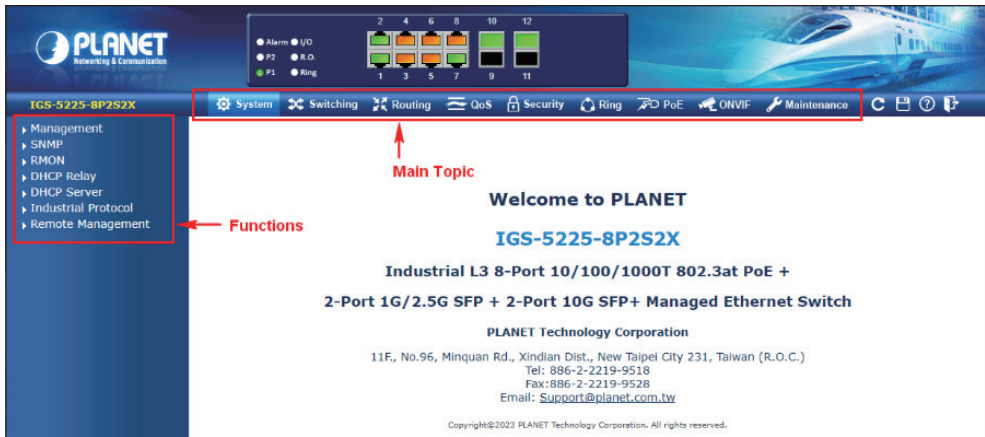 PLANET
Networking & Communication
2 4 6 8 10 12
Alarm I/O
P2 R.O.
P1 Ring
1 3 5 7 9 11
IGS-5225-8P2S2X
System Switching Routing QoS Security Ring PoE ONVIF Maintenance
Management
SNMP
RMON
DHCP Relay
DHCP Server
Industrial Protocol
Remote Management
Main Topic
Functions
Welcome to PLANET
IGS-5225-8P2S2X
Industrial L3 8-Port 10/100/1000T 802.3at PoE +
2-Port 1G/2.5G SFP + 2-Port 10G SFP+ Managed Ethernet Switch
PLANET Technology Corporation
11F., No.96, Minquan Rd., Xindian Dist., New Taipei City 231, Taiwan (R.O.C.)
Tel: 886-2-2219-9518
Fax:886-2-2219-9528
Email: Support@planet.com.tw
Copyright©2023 PLANET Technology Corporation. All rights reserved.